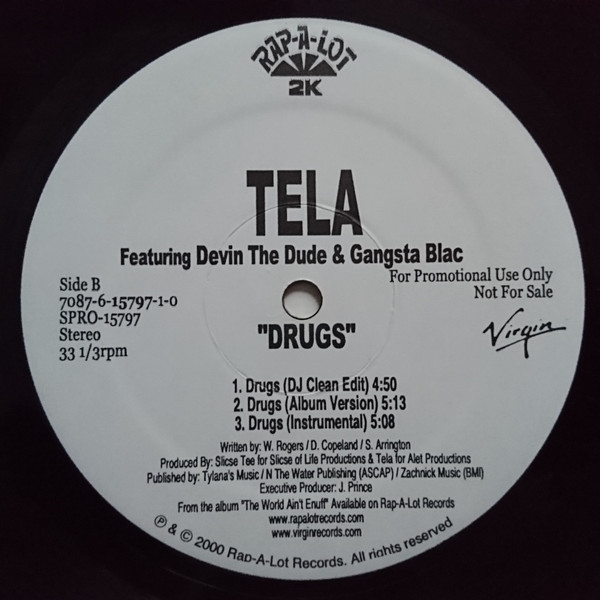 RAP-A-LOT
2K
TELA
Featuring Devin The Dude & Gangsta Blac
For Promotional Use Only
Not For Sale
Side B
7087-6-15797-1-0
SPRO-15797
Stereo
33 1/3rpm
Virgin
"DRUGS"
1. Drugs (DJ Clean Edit) 4:50
2. Drugs (Album Version) 5:13
3. Drugs (Instrumental) 5:08
Written by: W. Rogers / D. Copeland / S. Arrington
Produced By: Slicse Tee for Slicse of Life Productions & Tela for Alet Productions
Published by: Tylana's Music / N The Water Publishing (ASCAP) / Zachnick Music (BMI)
Executive Producer: J. Prince
From the album "The World Ain't Enuff" Available on Rap-A-Lot Records
www.rapalotrecords.com
www.virginrecords.com
℗ & © 2000 Rap-A-Lot Records. All rights reserved